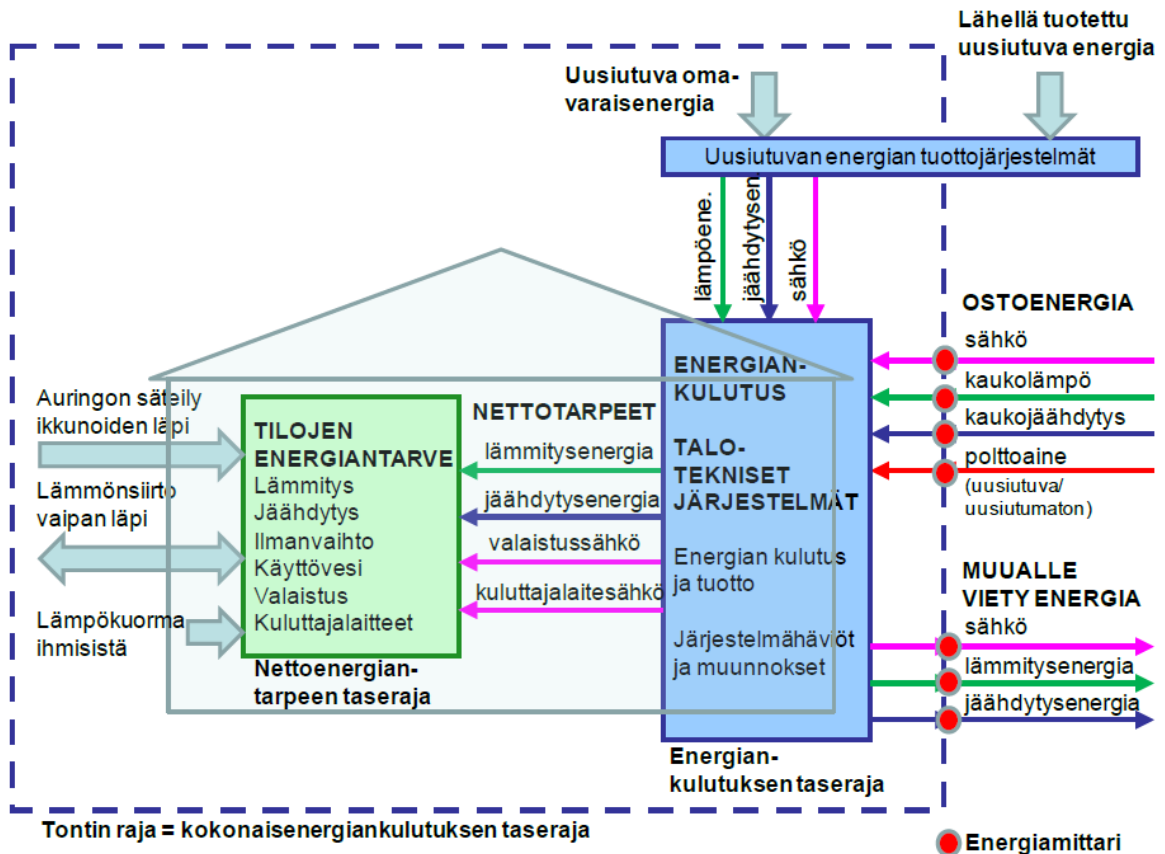 Lähellä tuotettu
uusiutuva energia
Uusiutuva oma-
varaisenergia
Uusiutuvan energian tuottojärjestelmät
lämpöene.
jäähdytysen.
sähkö
OSTOENERGIA
sähkö
kaukolämpö
kaukojäähdytys
polttoaine
(uusiutuva/
uusiutumaton)
ENERGIAN-
KULUTUS
TALO-
TEKNISET
JÄRJESTELMÄT
Energian kulutus
ja tuotto
Järjestelmähäviöt
ja muunnokset
Energian-
kulutuksen taseraja
NETTOTARPEET
lämmitysenergia
jäähdytysenergia
valaistussähkö
kuluttajalaitesähkö
Auringon säteily
ikkunoiden läpi
Lämmönsiirto
vaipan läpi
Lämpökuorma
ihmisistä
TILOJEN
ENERGIANTARVE
Lämmitys
Jäähdytys
Ilmanvaihto
Käyttövesi
Valaistus
Kuluttajalaitteet
Nettoenergian-
tarpeen taseraja
MUUALLE
VIETY ENERGIA
sähkö
lämmitysenergia
jäähdytysenergia
Tontin raja = kokonaisenergiankulutuksen taseraja
Energiamittari